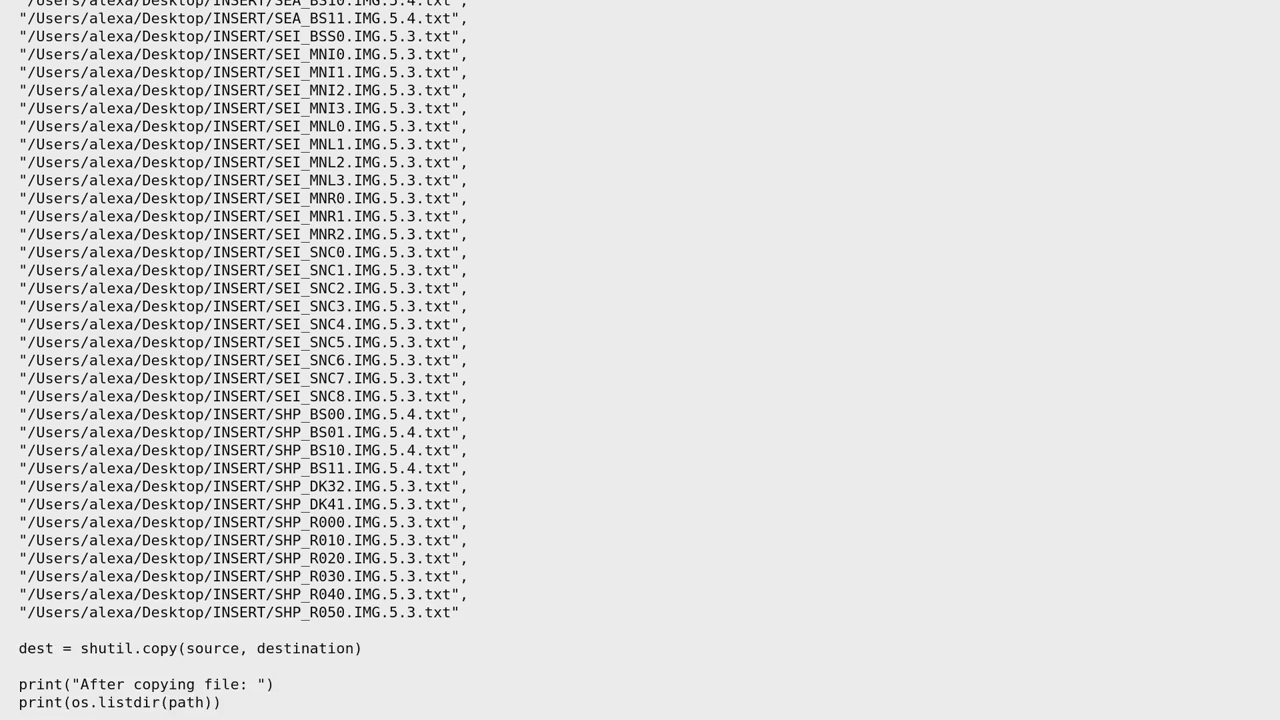 "/Users/alexa/Desktop/INSERT/SEA_BS10.IMG.5.4.txt",
"/Users/alexa/Desktop/INSERT/SEA_BS11.IMG.5.4.txt",
"/Users/alexa/Desktop/INSERT/SEI_BSS0.IMG.5.3.txt",
"/Users/alexa/Desktop/INSERT/SEI_MNI0.IMG.5.3.txt",
"/Users/alexa/Desktop/INSERT/SEI_MNI1.IMG.5.3.txt",
"/Users/alexa/Desktop/INSERT/SEI_MNI2.IMG.5.3.txt",
"/Users/alexa/Desktop/INSERT/SEI_MNI3.IMG.5.3.txt",
"/Users/alexa/Desktop/INSERT/SEI_MNL0.IMG.5.3.txt",
"/Users/alexa/Desktop/INSERT/SEI_MNL1.IMG.5.3.txt",
"/Users/alexa/Desktop/INSERT/SEI_MNL2.IMG.5.3.txt",
"/Users/alexa/Desktop/INSERT/SEI_MNL3.IMG.5.3.txt",
"/Users/alexa/Desktop/INSERT/SEI_MNR0.IMG.5.3.txt",
"/Users/alexa/Desktop/INSERT/SEI_MNR1.IMG.5.3.txt",
"/Users/alexa/Desktop/INSERT/SEI_MNR2.IMG.5.3.txt",
"/Users/alexa/Desktop/INSERT/SEI_SNC0.IMG.5.3.txt",
"/Users/alexa/Desktop/INSERT/SEI_SNC1.IMG.5.3.txt",
"/Users/alexa/Desktop/INSERT/SEI_SNC2.IMG.5.3.txt",
"/Users/alexa/Desktop/INSERT/SEI_SNC3.IMG.5.3.txt",
"/Users/alexa/Desktop/INSERT/SEI_SNC4.IMG.5.3.txt",
"/Users/alexa/Desktop/INSERT/SEI_SNC5.IMG.5.3.txt",
"/Users/alexa/Desktop/INSERT/SEI_SNC6.IMG.5.3.txt",
"/Users/alexa/Desktop/INSERT/SEI_SNC7.IMG.5.3.txt",
"/Users/alexa/Desktop/INSERT/SEI_SNC8.IMG.5.3.txt",
"/Users/alexa/Desktop/INSERT/SHP_BS00.IMG.5.4.txt",
"/Users/alexa/Desktop/INSERT/SHP_BS01.IMG.5.4.txt",
"/Users/alexa/Desktop/INSERT/SHP_BS10.IMG.5.4.txt",
"/Users/alexa/Desktop/INSERT/SHP_BS11.IMG.5.4.txt",
"/Users/alexa/Desktop/INSERT/SHP_DK32.IMG.5.3.txt",
"/Users/alexa/Desktop/INSERT/SHP_DK41.IMG.5.3.txt",
"/Users/alexa/Desktop/INSERT/SHP_R000.IMG.5.3.txt",
"/Users/alexa/Desktop/INSERT/SHP_R010.IMG.5.3.txt",
"/Users/alexa/Desktop/INSERT/SHP_R020.IMG.5.3.txt",
"/Users/alexa/Desktop/INSERT/SHP_R030.IMG.5.3.txt",
"/Users/alexa/Desktop/INSERT/SHP_R040.IMG.5.3.txt",
"/Users/alexa/Desktop/INSERT/SHP_R050.IMG.5.3.txt"
dest = shutil.copy(source, destination)
print("After copying file: ")
print(os.listdir(path))